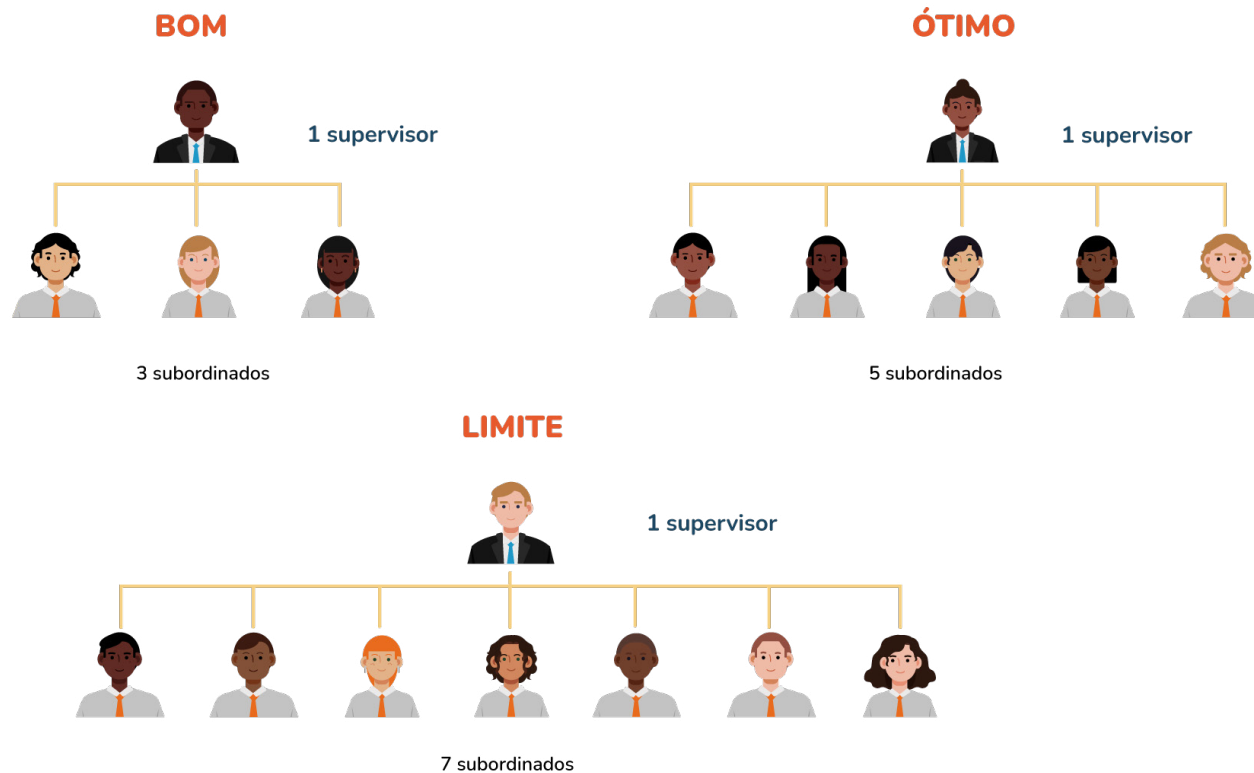 BOM
1 supervisor
3 subordinados
ÓTIMO
1 supervisor
5 subordinados
LIMITE
1 supervisor
7 subordinados